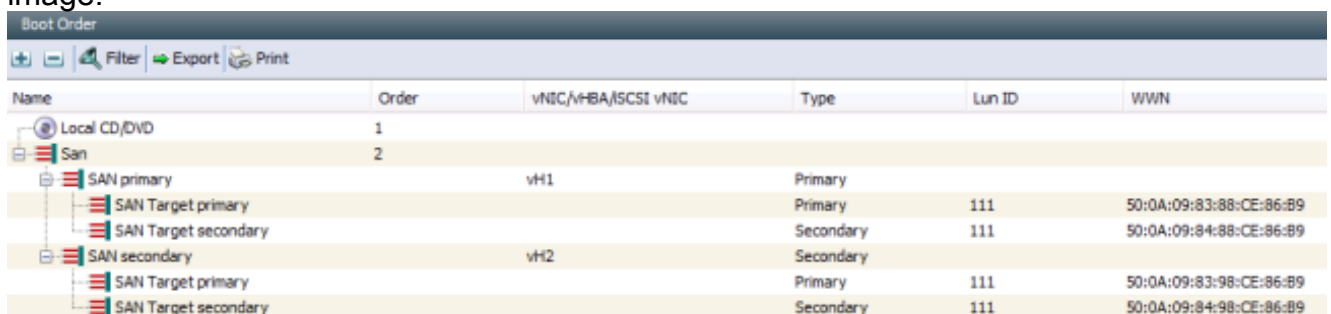 image.
Boot Order
Filter Export Print
Name Order vNIC/vHBA/iSCSI vNIC Type Lun ID WWN
Local CD/DVD 1
San 2
SAN primary vH1 Primary
SAN Target primary Primary 111 50:0A:09:83:88:CE:86:B9
SAN Target secondary Secondary 111 50:0A:09:84:88:CE:86:B9
SAN secondary vH2 Secondary
SAN Target primary Primary 111 50:0A:09:83:98:CE:86:B9
SAN Target secondary Secondary 111 50:0A:09:84:98:CE:86:B9